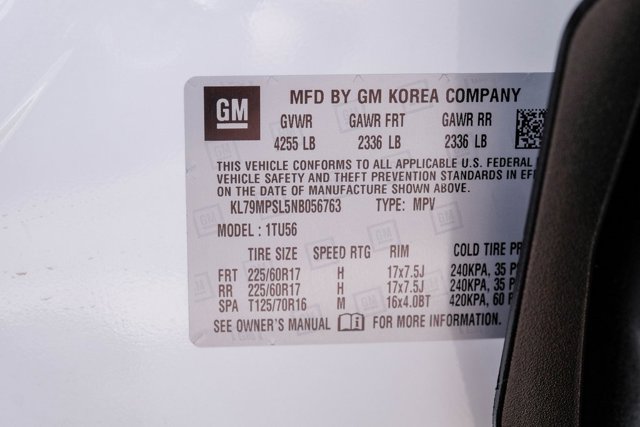 GM
MFD BY GM KOREA COMPANY
GVWR GAWR FRT GAWR RR
4255 LB 2336 LB 2336 LB
THIS VEHICLE CONFORMS TO ALL APPLICABLE U.S. FEDERAL
VEHICLE SAFETY AND THEFT PREVENTION STANDARDS IN
ON THE DATE OF MANUFACTURE SHOWN ABOVE.
KL79MPSL5NB056763 TYPE: MPV
MODEL : 1TU56
TIRE SIZE SPEED RTG RIM COLD TIRE
FRT 225/60R17 H 17x7.5J 240KPA, 35
RR 225/60R17 H 17x7.5J 240KPA, 35
SPA T125/70R16 M 16x4.0BT 420KPA, 60
SEE OWNER'S MANUAL FOR MORE INFORMATION.